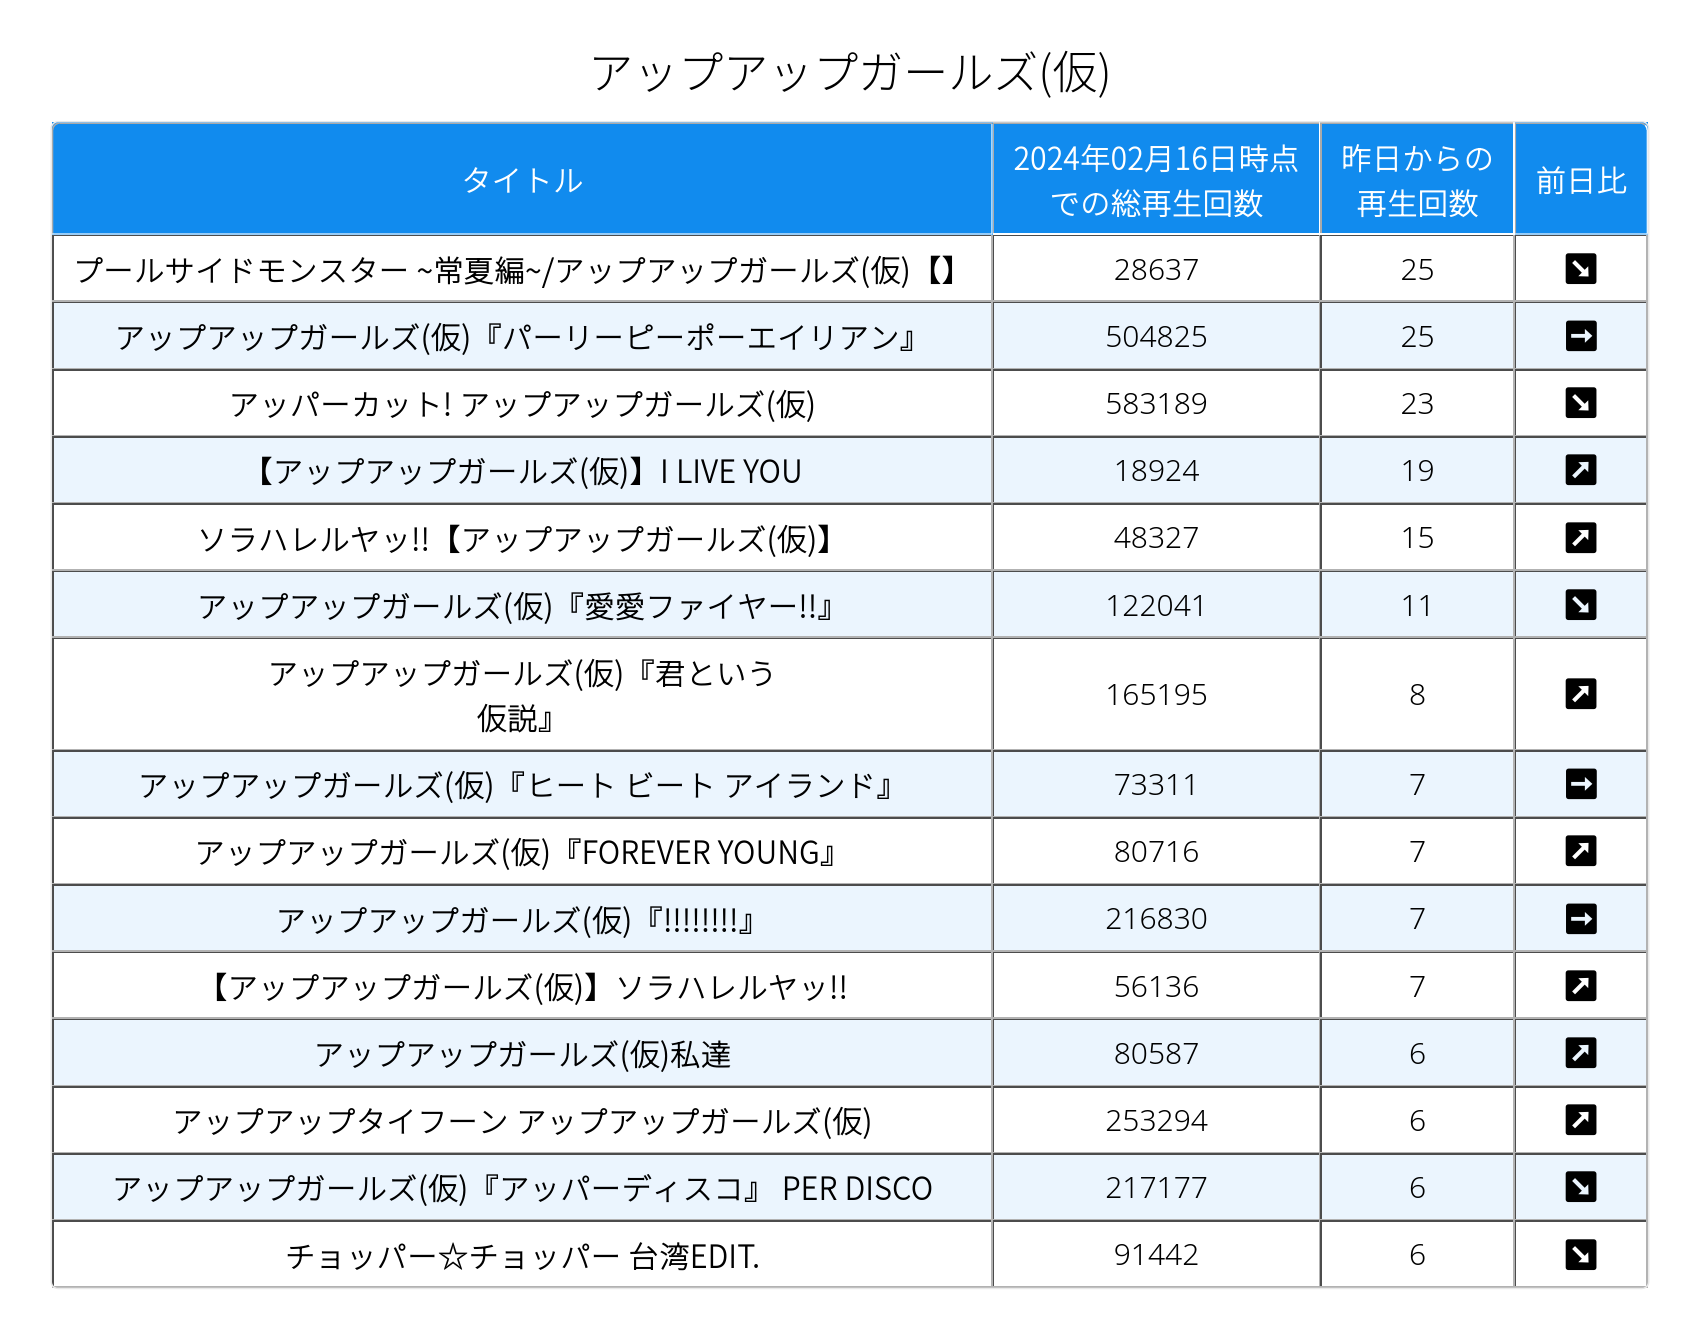 アップアップガールズ(仮)
タイトル
2024年02月16日時点
での総再生回数
昨日からの
再生回数
前日比
プールサイドモンスター ~常夏編~/アップアップガールズ(仮)【】
28637
25
アップアップガールズ(仮)『パーリーピーポーエイリアン』
504825
25
アッパーカット! アップアップガールズ(仮)
583189
23
【アップアップガールズ(仮)】I LIVE YOU
18924
19
ソラハレルヤッ!!【アップアップガールズ(仮)】
48327
15
アップアップガールズ(仮)『愛愛ファイヤー!!』
122041
11
アップアップガールズ(仮)『君という
仮説』
165195
8
アップアップガールズ(仮)『ヒート ビート アイランド』
73311
7
アップアップガールズ(仮)『FOREVER YOUNG』
80716
7
アップアップガールズ(仮)『!!!!!!!!』
216830
7
【アップアップガールズ(仮)】ソラハレルヤッ!!
56136
7
アップアップガールズ(仮)私達
80587
6
アップアップタイフーン アップアップガールズ(仮)
253294
6
アップアップガールズ(仮)『アッパーディスコ』 PER DISCO
217177
6
チョッパー☆チョッパー 台湾EDIT.
91442
6